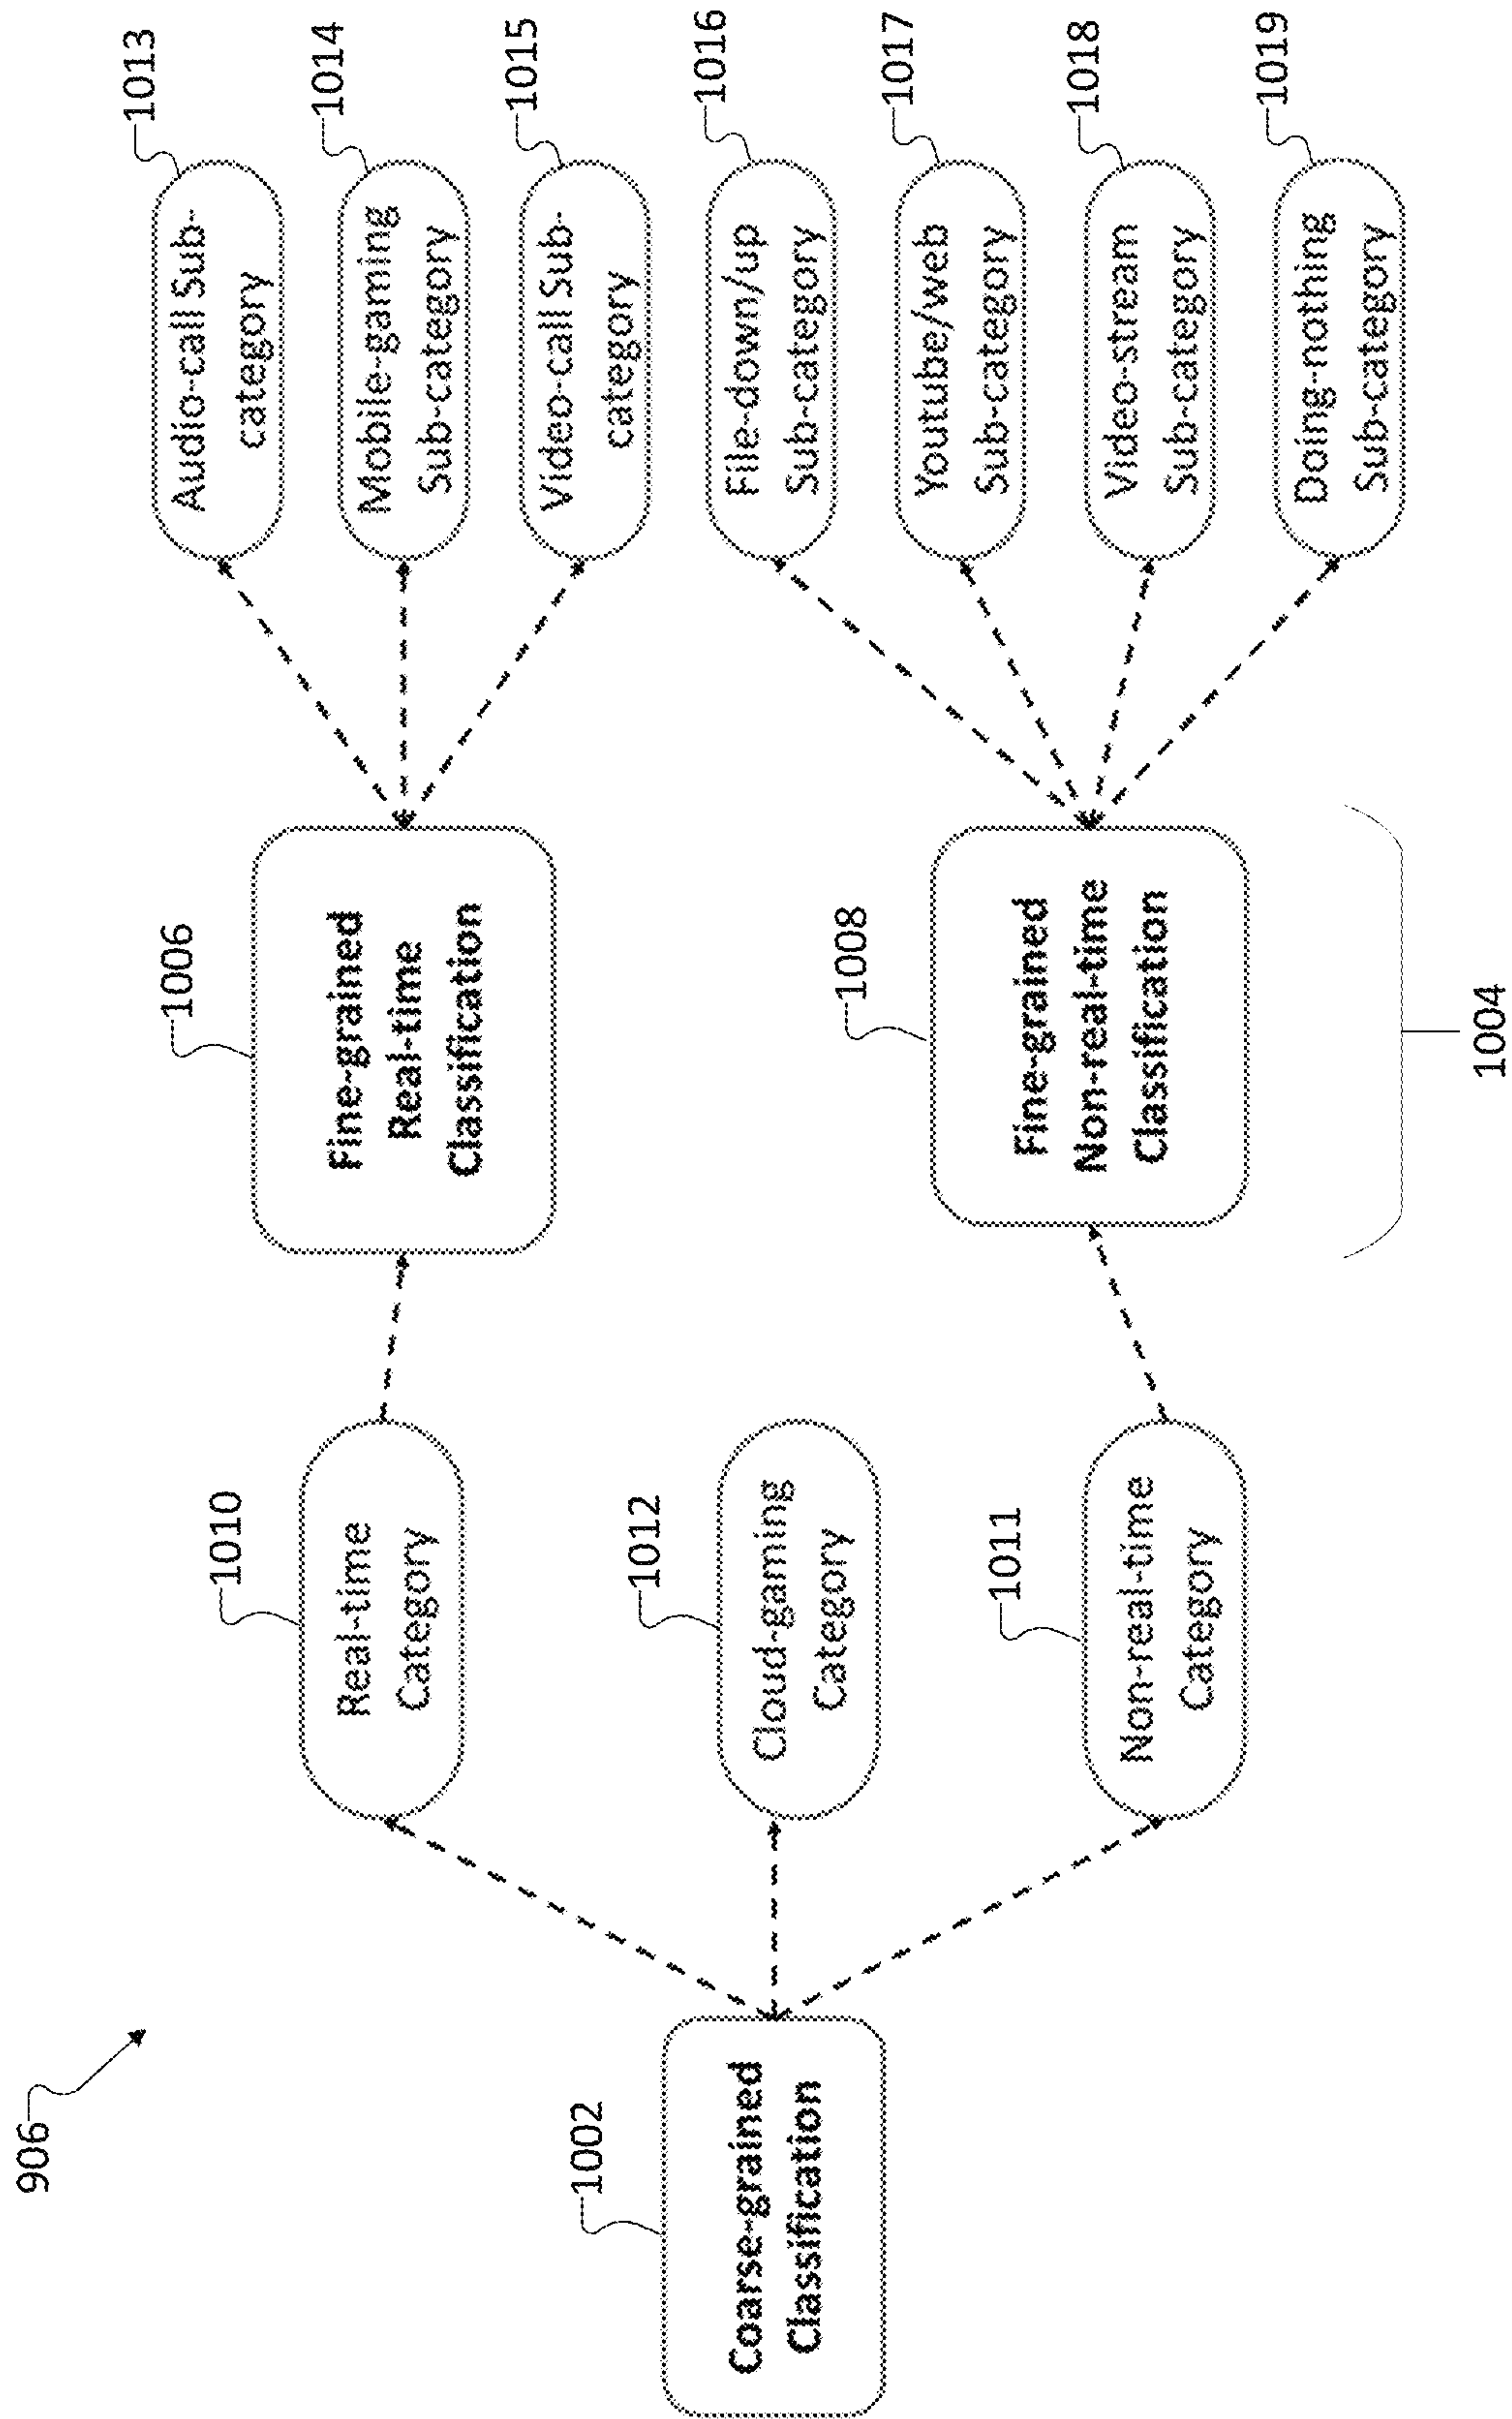 906
1002
Coarse-grained
Classification
1010
Real-time
Category
1012
Cloud-gaming
Category
1011
Non-real-time
Category
1006
Fine-grained
Real-time
Classification
1008
Fine-grained
Non-real-time
Classification
1004
1013
Audio-call Sub-
category
1014
Mobile-gaming
Sub-category
1015
Video-call Sub-
category
1016
File-down/up
Sub-category
1017
Youtube/web
Sub-category
1018
Video-stream
Sub-category
1019
Doing-nothing
Sub-category